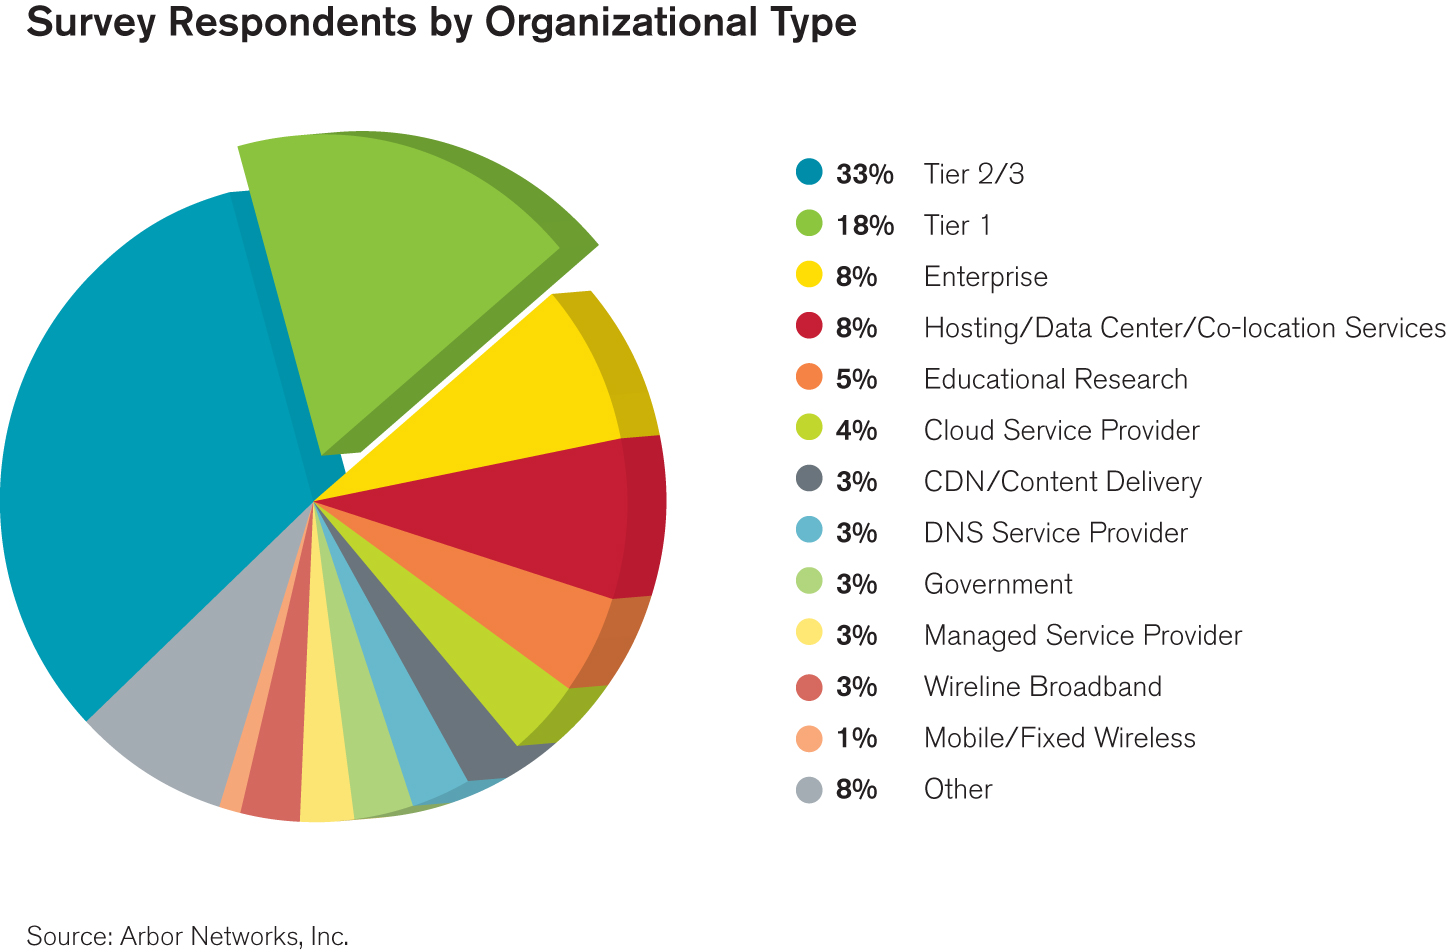 Survey Respondents by Organizational Type
33% Tier 2/3
18% Tier 1
8% Enterprise
8% Hosting/Data Center/Co-location Services
5% Educational Research
4% Cloud Service Provider
3% CDN/Content Delivery
3% DNS Service Provider
3% Government
3% Managed Service Provider
3% Wireline Broadband
1% Mobile/Fixed Wireless
8% Other
Source: Arbor Networks, Inc.